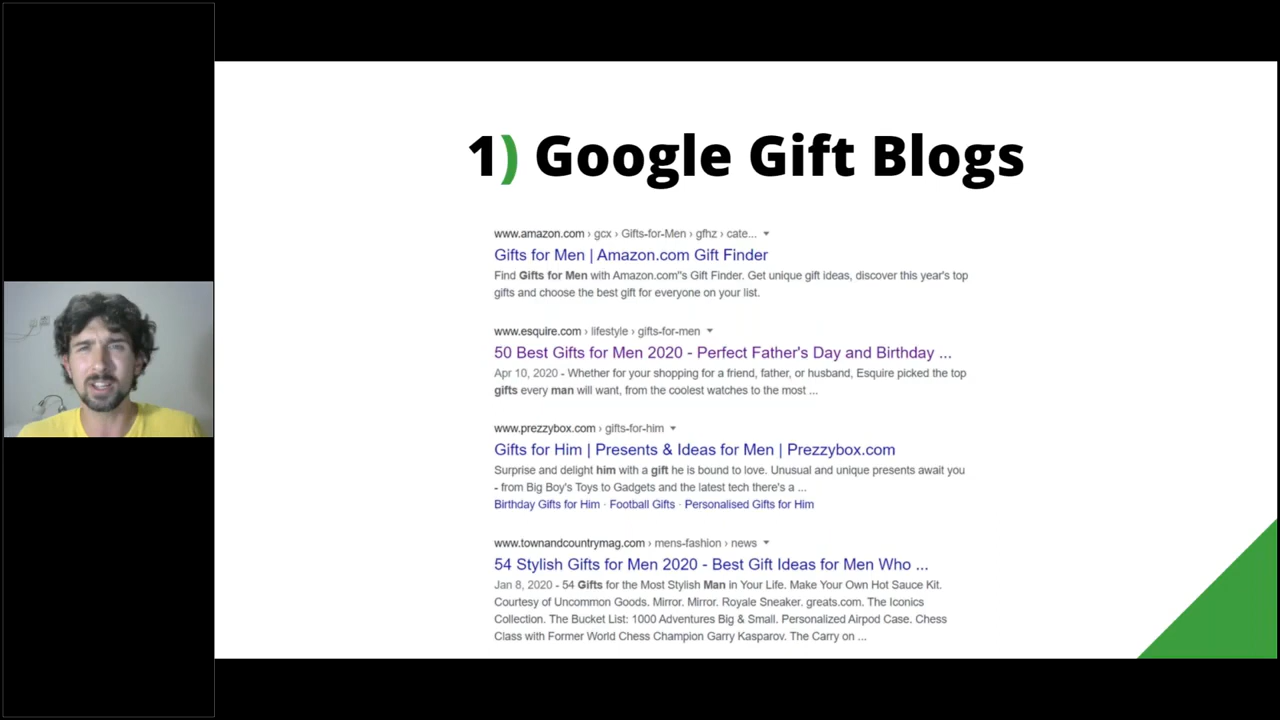 1) Google Gift Blogs
www.amazon.com › gcx › Gifts-for-Men › gfhz › cate...
Gifts for Men | Amazon.com Gift Finder
Find Gifts for Men with Amazon.com"s Gift Finder. Get unique gift ideas, discover this year's top
gifts and choose the best gift for everyone on your list.
www.esquire.com › lifestyle › gifts-for-men
50 Best Gifts for Men 2020 - Perfect Father's Day and Birthday ...
Apr 10, 2020 - Whether for your shopping for a friend, father, or husband, Esquire picked the top
gifts every man will want, from the coolest watches to the most ...
www.prezzybox.com › gifts-for-him
Gifts for Him | Presents & Ideas for Men | Prezzybox.com
Surprise and delight him with a gift he is bound to love. Unusual and unique presents await you
- from Big Boy's Toys to Gadgets and the latest tech there's a ...
Birthday Gifts for Him · Football Gifts · Personalised Gifts for Him
www.townandcountrymag.com › mens-fashion › news
54 Stylish Gifts for Men 2020 - Best Gift Ideas for Men Who ...
Jan 8, 2020 - 54 Gifts for the Most Stylish Man in Your Life. Make Your Own Hot Sauce Kit.
Courtesy of Uncommon Goods. Mirror. Mirror. Royale Sneaker. greats.com. The Iconics
Collection. The Bucket List: 1000 Adventures Big & Small. Personalized Airpod Case. Chess
Class with Former World Chess Champion Garry Kasparov. The Carry on ...